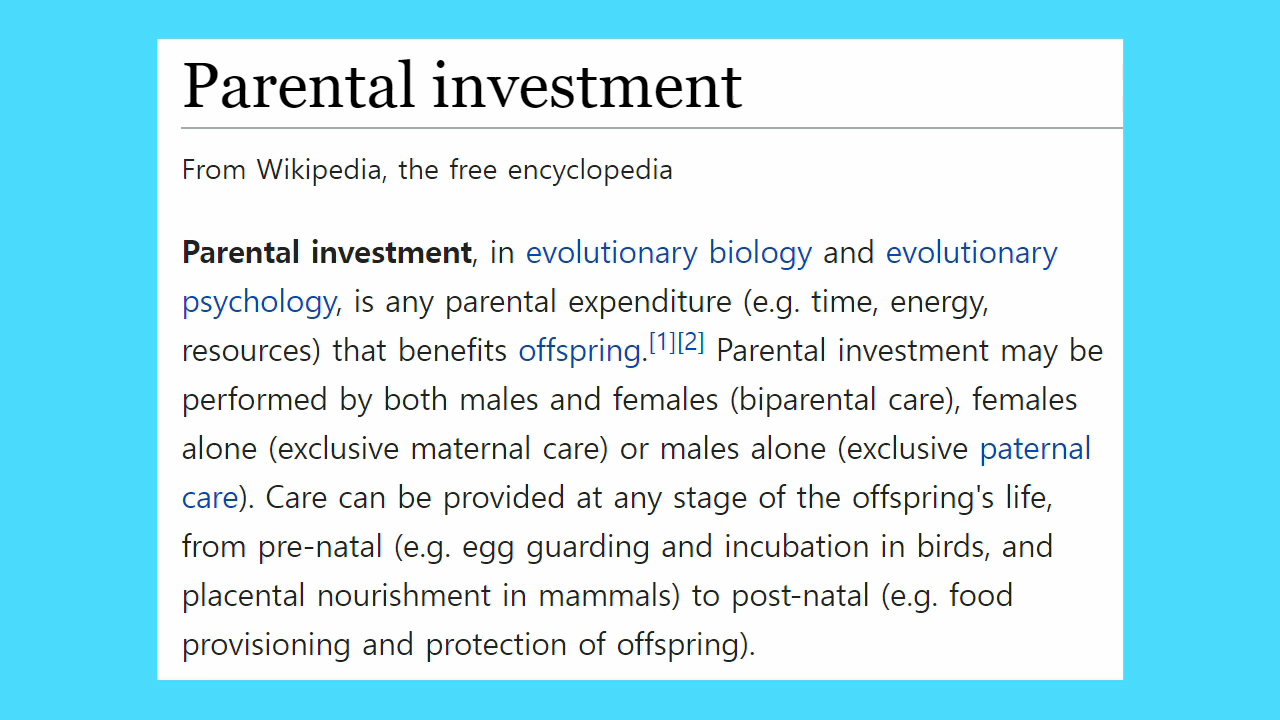 Parental investment
From Wikipedia, the free encyclopedia
Parental investment, in evolutionary biology and evolutionary
psychology, is any parental expenditure (e.g. time, energy,
resources) that benefits offspring.[1][2] Parental investment may be
performed by both males and females (biparental care), females
alone (exclusive maternal care) or males alone (exclusive paternal
care). Care can be provided at any stage of the offspring's life,
from pre-natal (e.g. egg guarding and incubation in birds, and
placental nourishment in mammals) to post-natal (e.g. food
provisioning and protection of offspring).